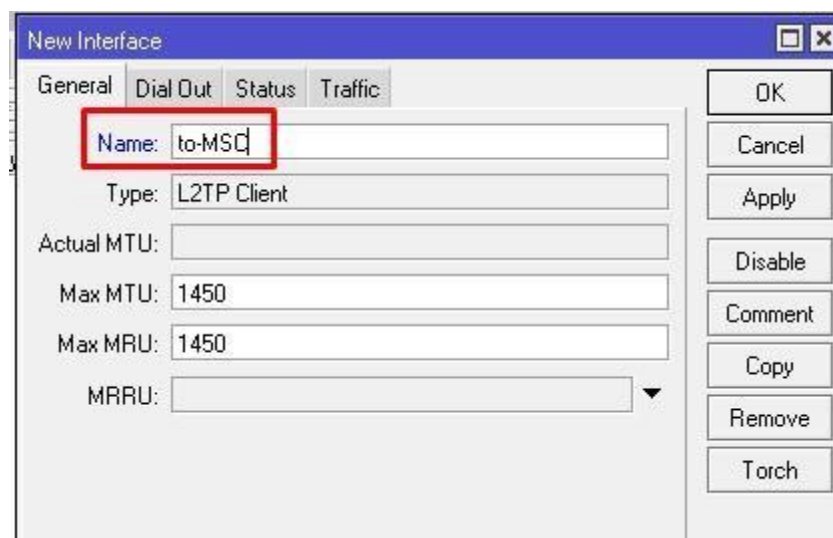 New Interface
General Dial Out Status Traffic
Name: to-MSC
Type: L2TP Client
Actual MTU:
Max MTU: 1450
Max MRU: 1450
MRRU:
OK
Cancel
Apply
Disable
Comment
Copy
Remove
Torch